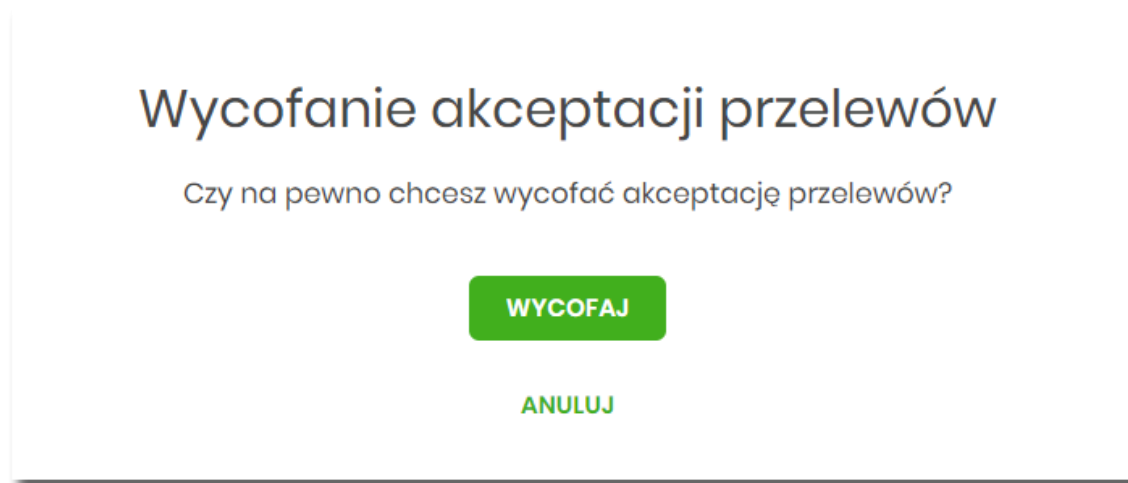 Wycofanie akceptacji przelewów
Czy na pewno chcesz wycofać akceptację przelewów?
WYCOFAJ
ANULUJ